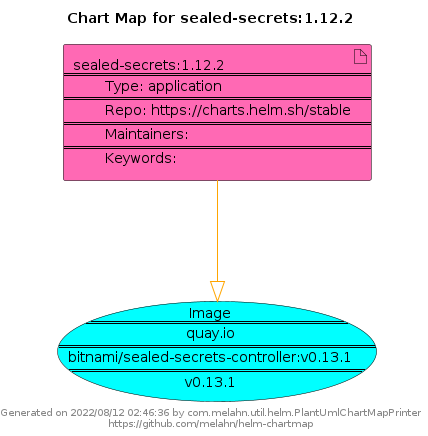 Chart Map for sealed-secrets:1.12.2
sealed-secrets:1.12.2
Type: application
Repo: https://charts.helm.sh/stable
Maintainers:
Keywords:
Image
quay.io
bitnami/sealed-secrets-controller:v0.13.1
v0.13.1
Generated on 2022/08/12 02:46:36 by com.melahn.util.helm.PlantUmlChartMapPrinter
https://github.com/melahn/helm-chartmap